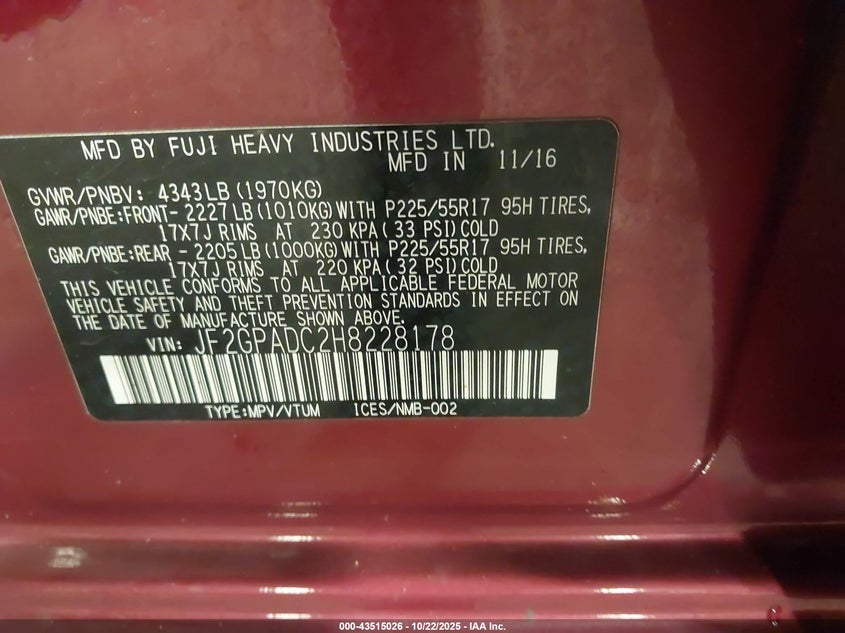 MFD BY FUJI HEAVY INDUSTRIES LTD.
MFD IN 11/16
GVWR/PNBV: 4343LB(1970KG)
GAWR/PNBE:FRONT- 2227LB(1010KG)WITH P225/55R17 95H TIRES,
17X7J RIMS AT 230 KPA( 33 PSI)COLD
GAWR/PNBE:REAR - 2205LB(1000KG)WITH P225/55R17 95H TIRES,
17X7J RIMS AT 220 KPA( 32 PSI)COLD
THIS VEHICLE CONFORMS TO ALL APPLICABLE FEDERAL MOTOR
VEHICLE SAFETY AND THEFT PREVENTION STANDARDS IN EFFECT ON
THE DATE OF MANUFACTURE SHOWN ABOVE.
VIN: JF2GPADC2H8228178
TYPE:MPV/VTUM ICES/NMB-002
000-43515026 - 10/22/2025 - IAA Inc.